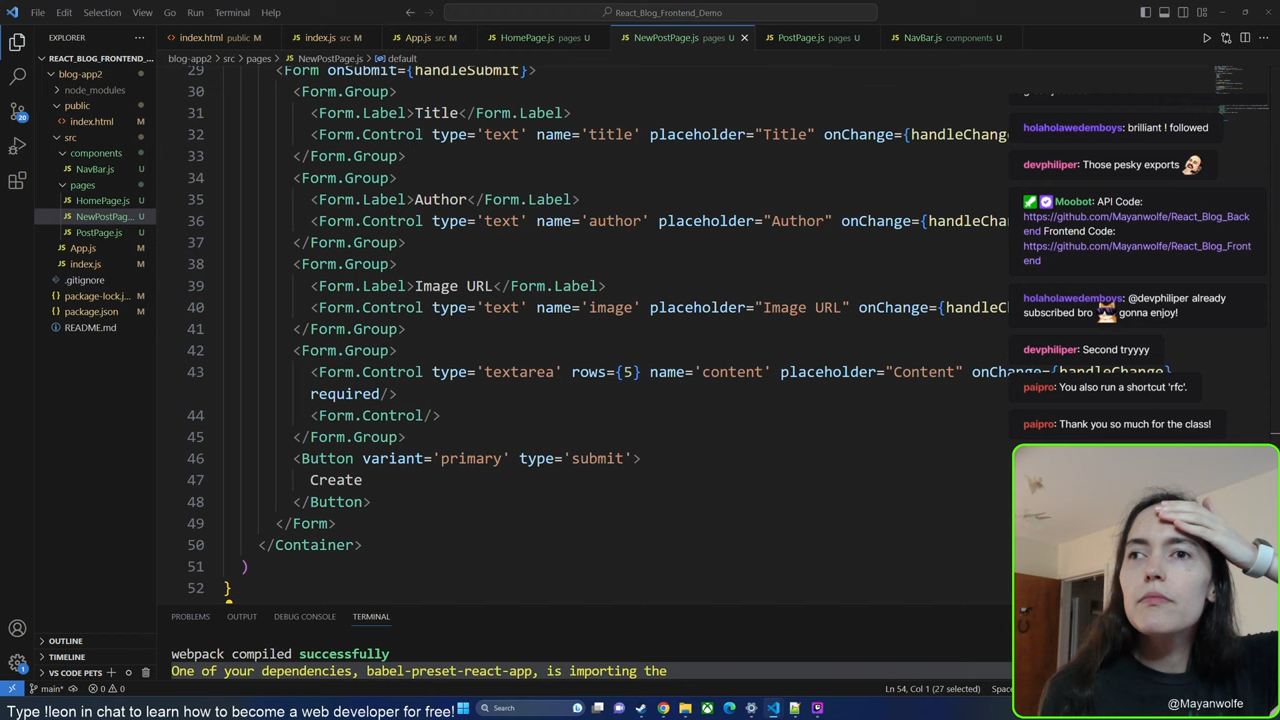 File Edit Selection View Go Run Terminal Help
React_Blog_Frontend_Demo
EXPLORER
index.html public M
index.js src M
App.js src M
HomePage.js pages U
NewPostPage.js pages U
PostPage.js pages U
NavBar.js components U
REACT_BLOG_FRONTEND_...
blog-app2
node_modules
public
index.html U
src
components
NavBar.js U
pages
HomePage.js U
NewPostPag... U
PostPage.js U
App.js M
index.js M
.gitignore
package-lock.j... M
package.json M
README.md
OUTLINE
TIMELINE
VS CODE PETS
blog-app2 > src > pages > NewPostPage.js > default
29 <Form onSubmit={handleSubmit}>
30 <Form.Group>
31 <Form.Label>Title</Form.Label>
32 <Form.Control type='text' name='title' placeholder="Title" onChange={handleChange
33 </Form.Group>
34 <Form.Group>
35 <Form.Label>Author</Form.Label>
36 <Form.Control type='text' name='author' placeholder="Author" onChange={handleCha
37 </Form.Group>
38 <Form.Group>
39 <Form.Label>Image URL</Form.Label>
40 <Form.Control type='text' name='image' placeholder="Image URL" onChange={handleC
41 </Form.Group>
42 <Form.Group>
43 <Form.Control type='textarea' rows={5} name='content' placeholder="Content" onChange={handleChange}
required/>
44 <Form.Control/>
45 </Form.Group>
46 <Button variant='primary' type='submit'>
47 Create
48 </Button>
49 </Form>
50 </Container>
51 )
52 }
PROBLEMS OUTPUT DEBUG CONSOLE TERMINAL
webpack compiled successfully
One of your dependencies, babel-preset-react-app, is importing the
holaholawedemboys: brilliant ! followed
devphiliper: Those pesky exports
Moobot: API Code:
https://github.com/Mayanwolfe/React_Blog_Back
end Frontend Code:
https://github.com/Mayanwolfe/React_Blog_Front
end
holaholawedemboys: @devphiliper already
subscribed bro gonna enjoy!
devphiliper: Second tryyyy
paipro: You also run a shortcut 'rfc'.
paipro: Thank you so much for the class!
20
1
main* 0 0
Ln 54, Col 1 (27 selected)
Type !leon in chat to learn how to become a web developer for free!
Search
@Mayanwolfe